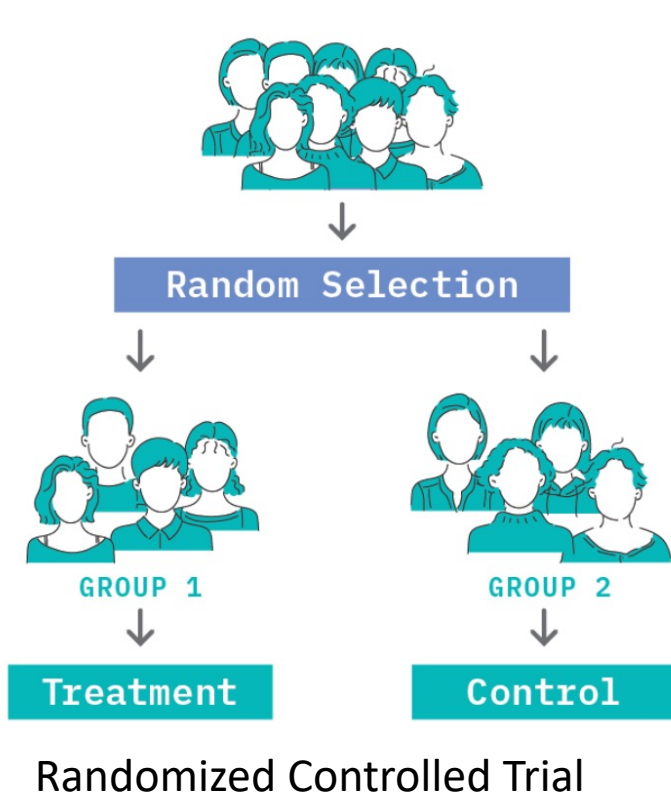 Random Selection
GROUP 1
GROUP 2
Treatment
Control
Randomized Controlled Trial